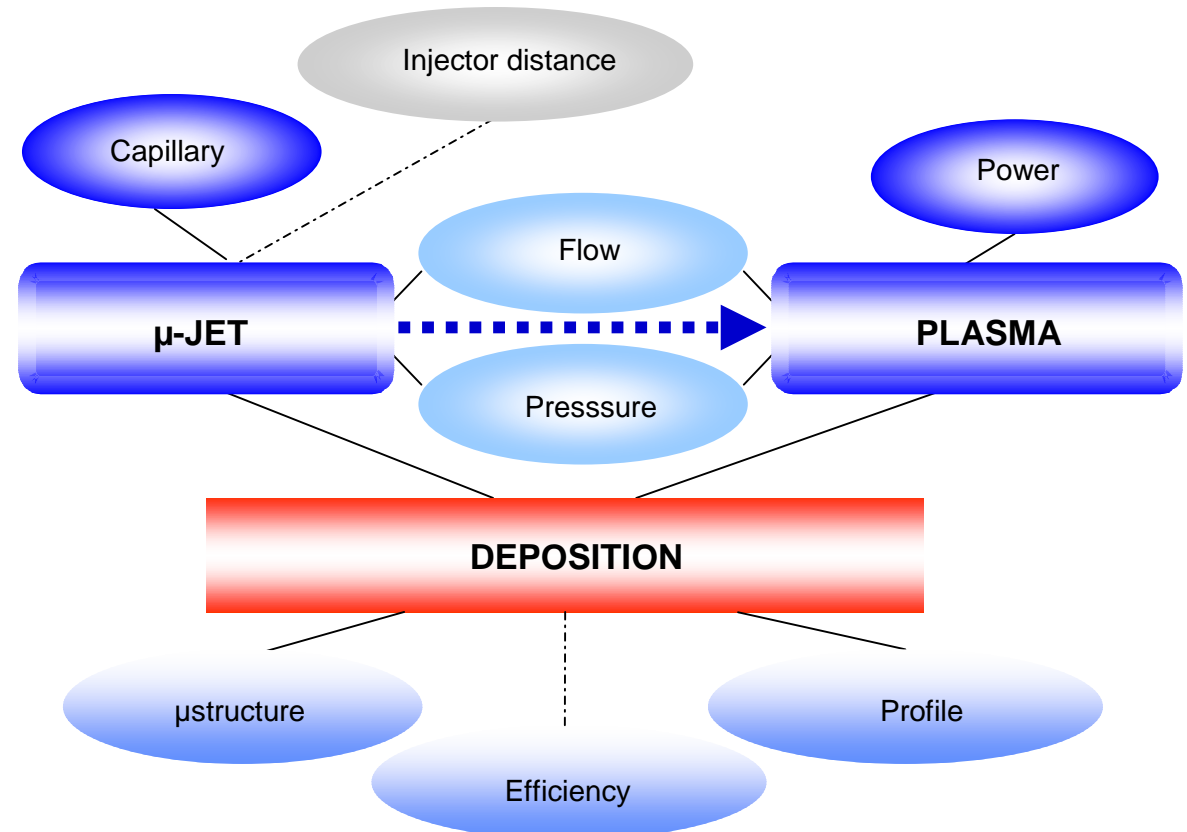 Injector distance
Capillary
Power
Flow
µ-JET
PLASMA
Presssure
DEPOSITION
µstructure
Profile
Efficiency